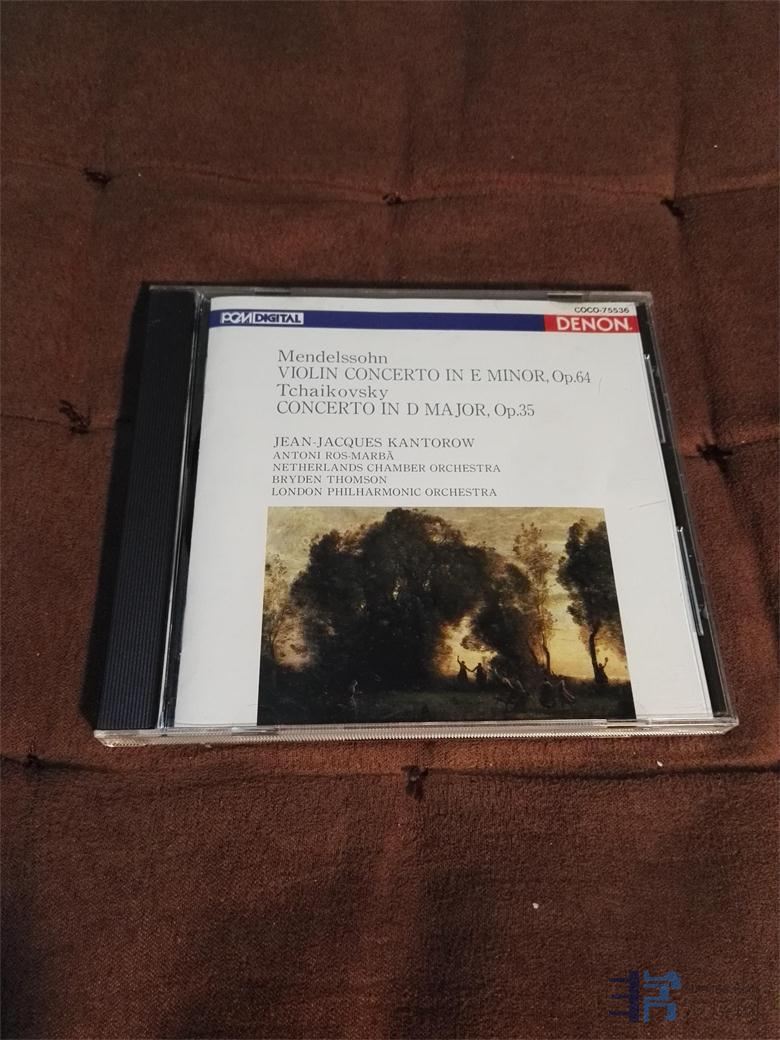 COCO-75536
PCM DIGITAL
DENON
Mendelssohn
VIOLIN CONCERTO IN E MINOR, Op.64
Tchaikovsky
CONCERTO IN D MAJOR, Op.35
JEAN-JACQUES KANTOROW
ANTONI ROS-MARBÀ
NETHERLANDS CHAMBER ORCHESTRA
BRYDEN THOMSON
LONDON PHILHARMONIC ORCHESTRA